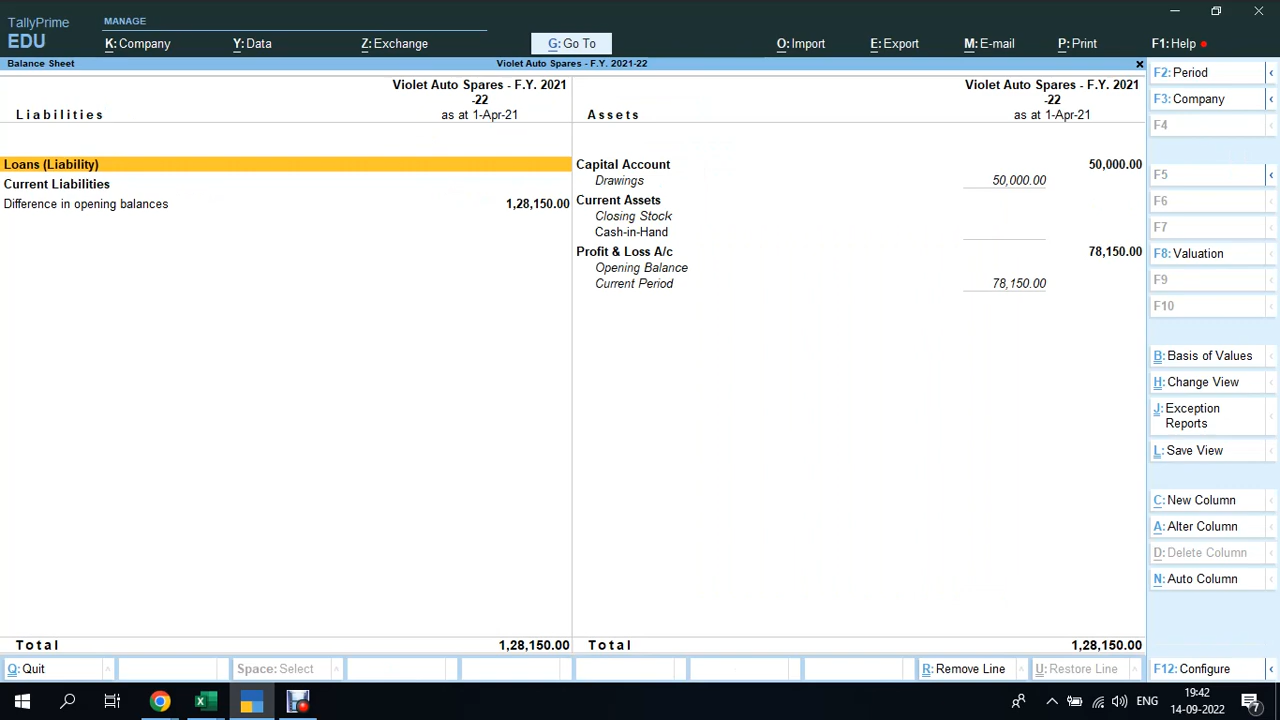 TallyPrime
EDU
MANAGE
K: Company
Y: Data
Z: Exchange
G: Go To
O: Import
E: Export
M: E-mail
P: Print
F1: Help
Balance Sheet
Violet Auto Spares - F.Y. 2021-22
×
Liabilities
Violet Auto Spares - F.Y. 2021
-22
as at 1-Apr-21
Assets
Violet Auto Spares - F.Y. 2021
-22
as at 1-Apr-21
Loans (Liability)
Current Liabilities
Difference in opening balances 1,28,150.00
Capital Account 50,000.00
Drawings 50,000.00
Current Assets
Closing Stock
Cash-in-Hand
Profit & Loss A/c 78,150.00
Opening Balance
Current Period 78,150.00
Total 1,28,150.00
Total 1,28,150.00
F2: Period
F3: Company
F4
F5
F6
F7
F8: Valuation
F9
F10
B: Basis of Values
H: Change View
J: Exception
Reports
L: Save View
C: New Column
A: Alter Column
D: Delete Column
N: Auto Column
Q: Quit
Space: Select
R: Remove Line
U: Restore Line
F12: Configure
ENG
19:42
14-09-2022
7